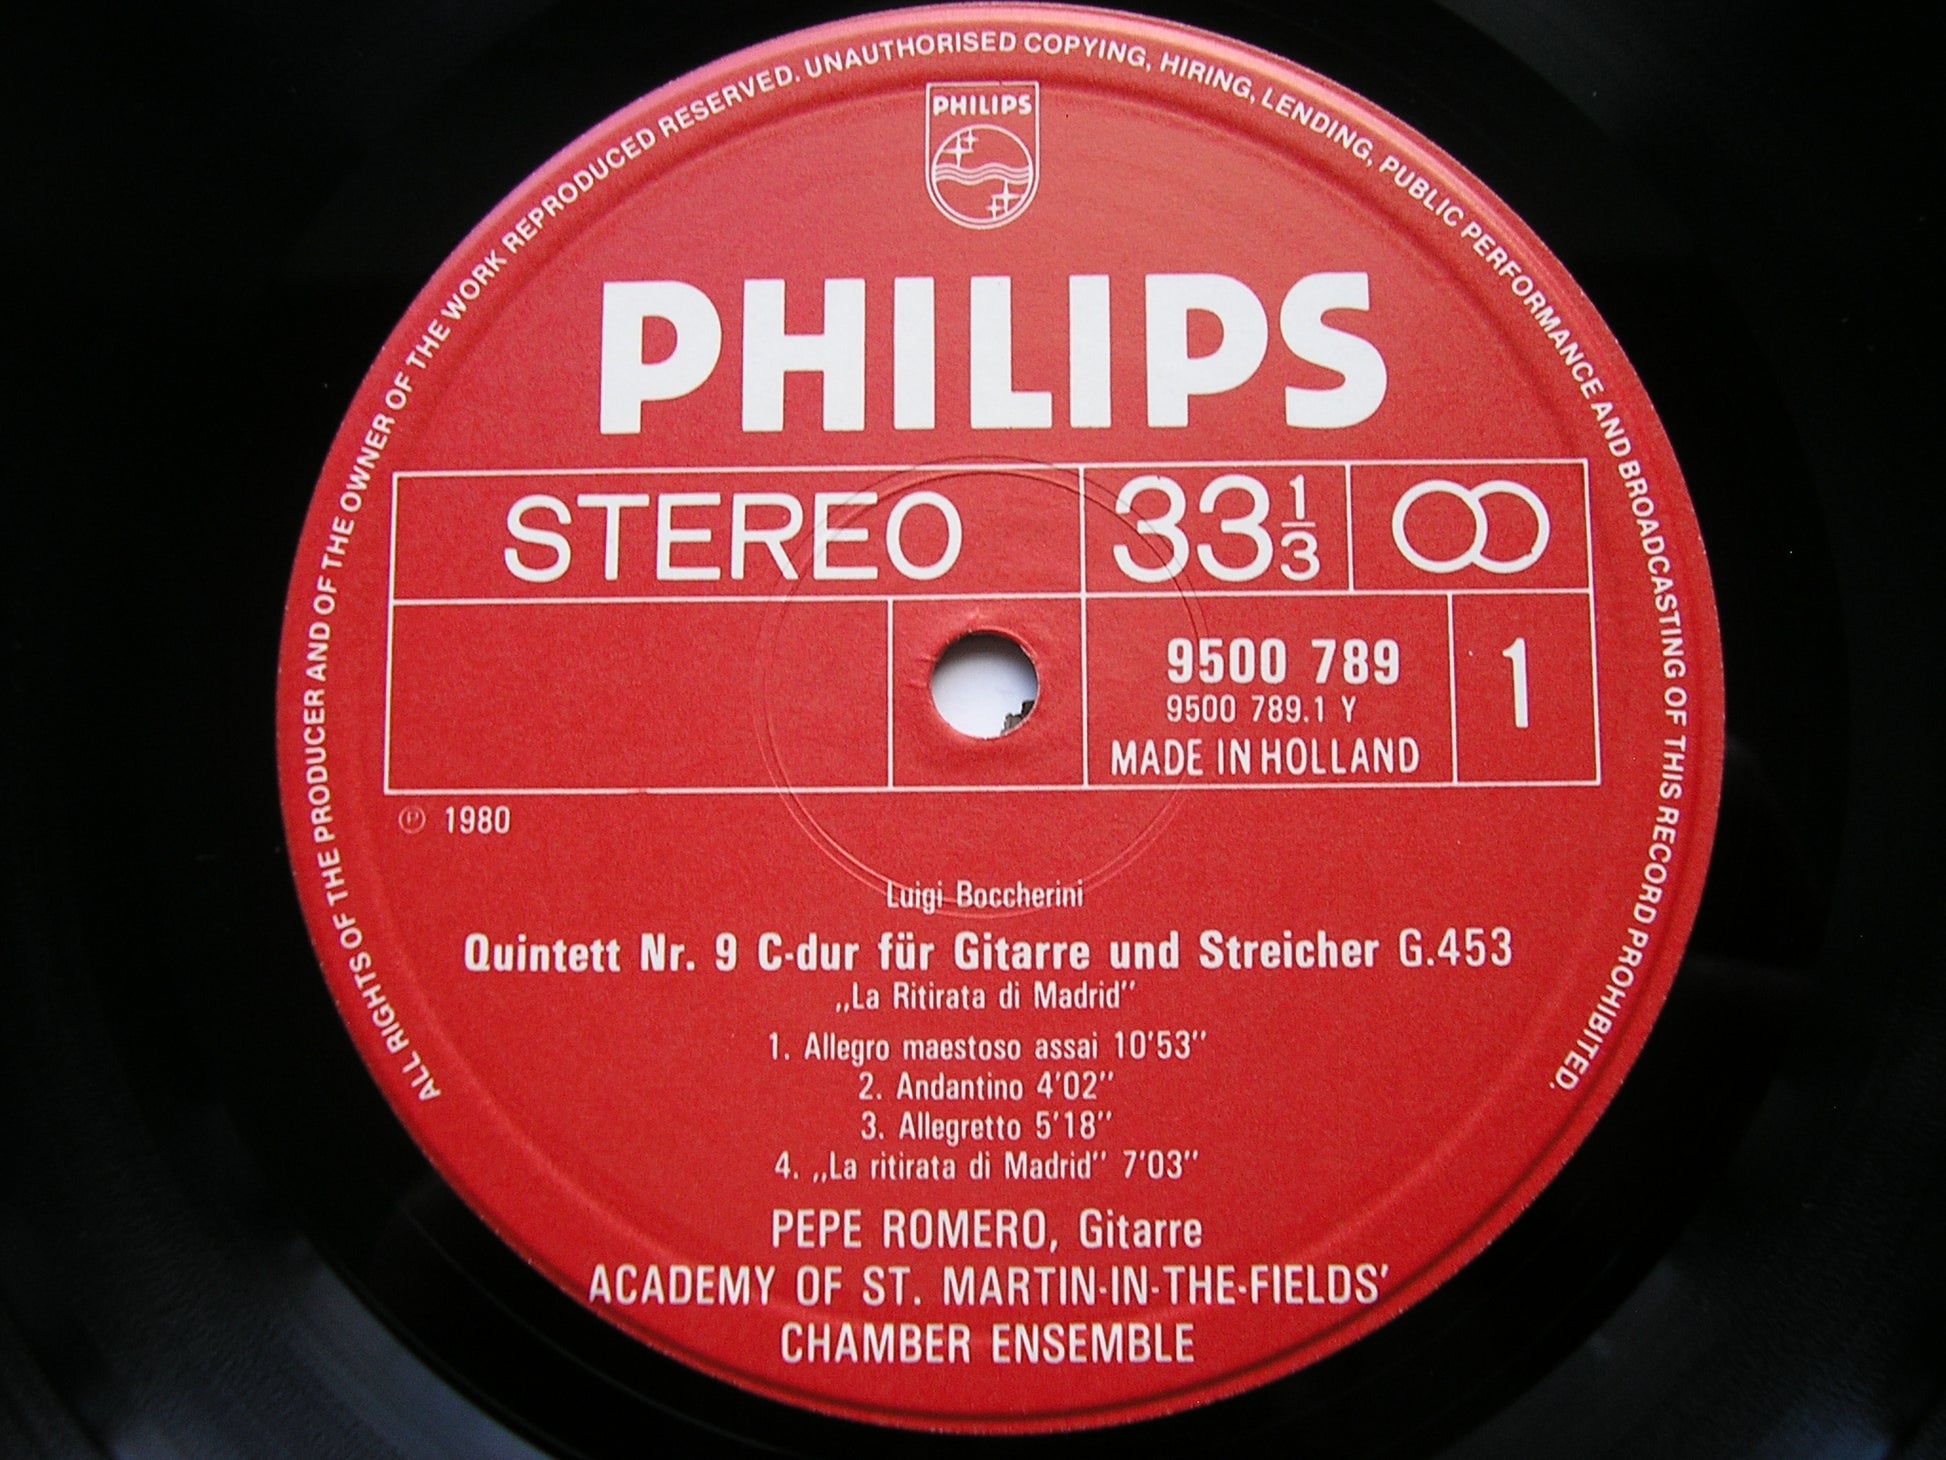 ALL RIGHTS OF THE PRODUCER AND OF THE OWNER OF THE WORK REPRODUCED RESERVED. UNAUTHORISED COPYING, HIRING, LENDING, PUBLIC PERFORMANCE AND BROADCASTING OF THIS RECORD PROHIBITED.
PHILIPS
PHILIPS
STEREO 33 1/3
9500 789 1
9500 789.1 Y
MADE IN HOLLAND
℗ 1980
Luigi Boccherini
Quintett Nr. 9 C-dur für Gitarre und Streicher G.453
„La Ritirata di Madrid”
1. Allegro maestoso assai 10'53''
2. Andantino 4'02''
3. Allegretto 5'18''
4. „La ritirata di Madrid” 7'03''
PEPE ROMERO, Gitarre
ACADEMY OF ST. MARTIN-IN-THE-FIELDS'
CHAMBER ENSEMBLE